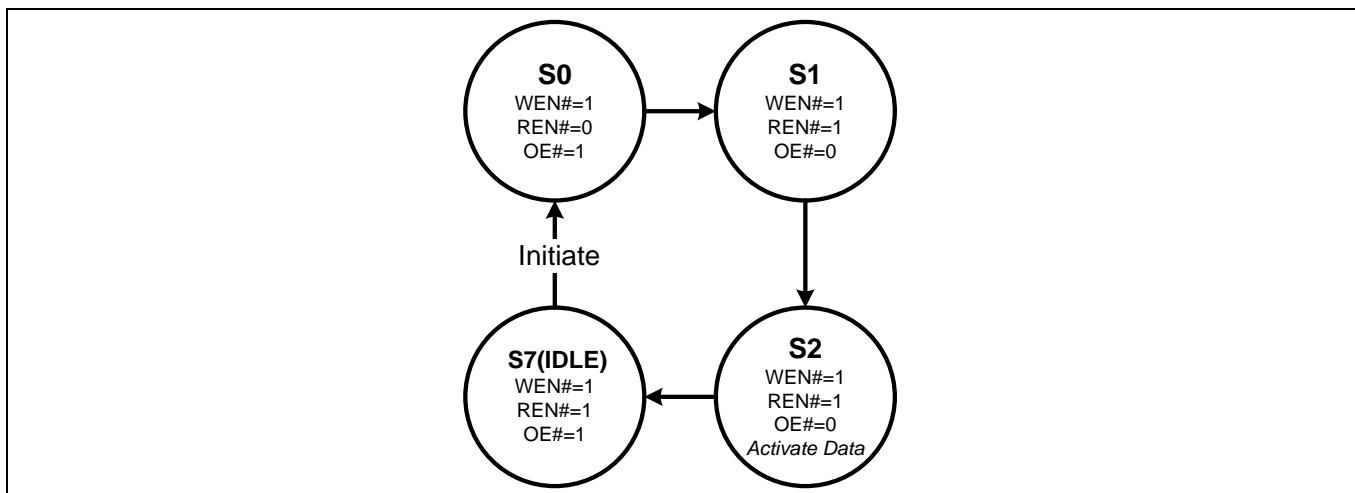 S0
WEN#=1
REN#=0
OE#=1
S1
WEN#=1
REN#=1
OE#=0
Initiate
S7(IDLE)
WEN#=1
REN#=1
OE#=1
S2
WEN#=1
REN#=1
OE#=0
Activate Data